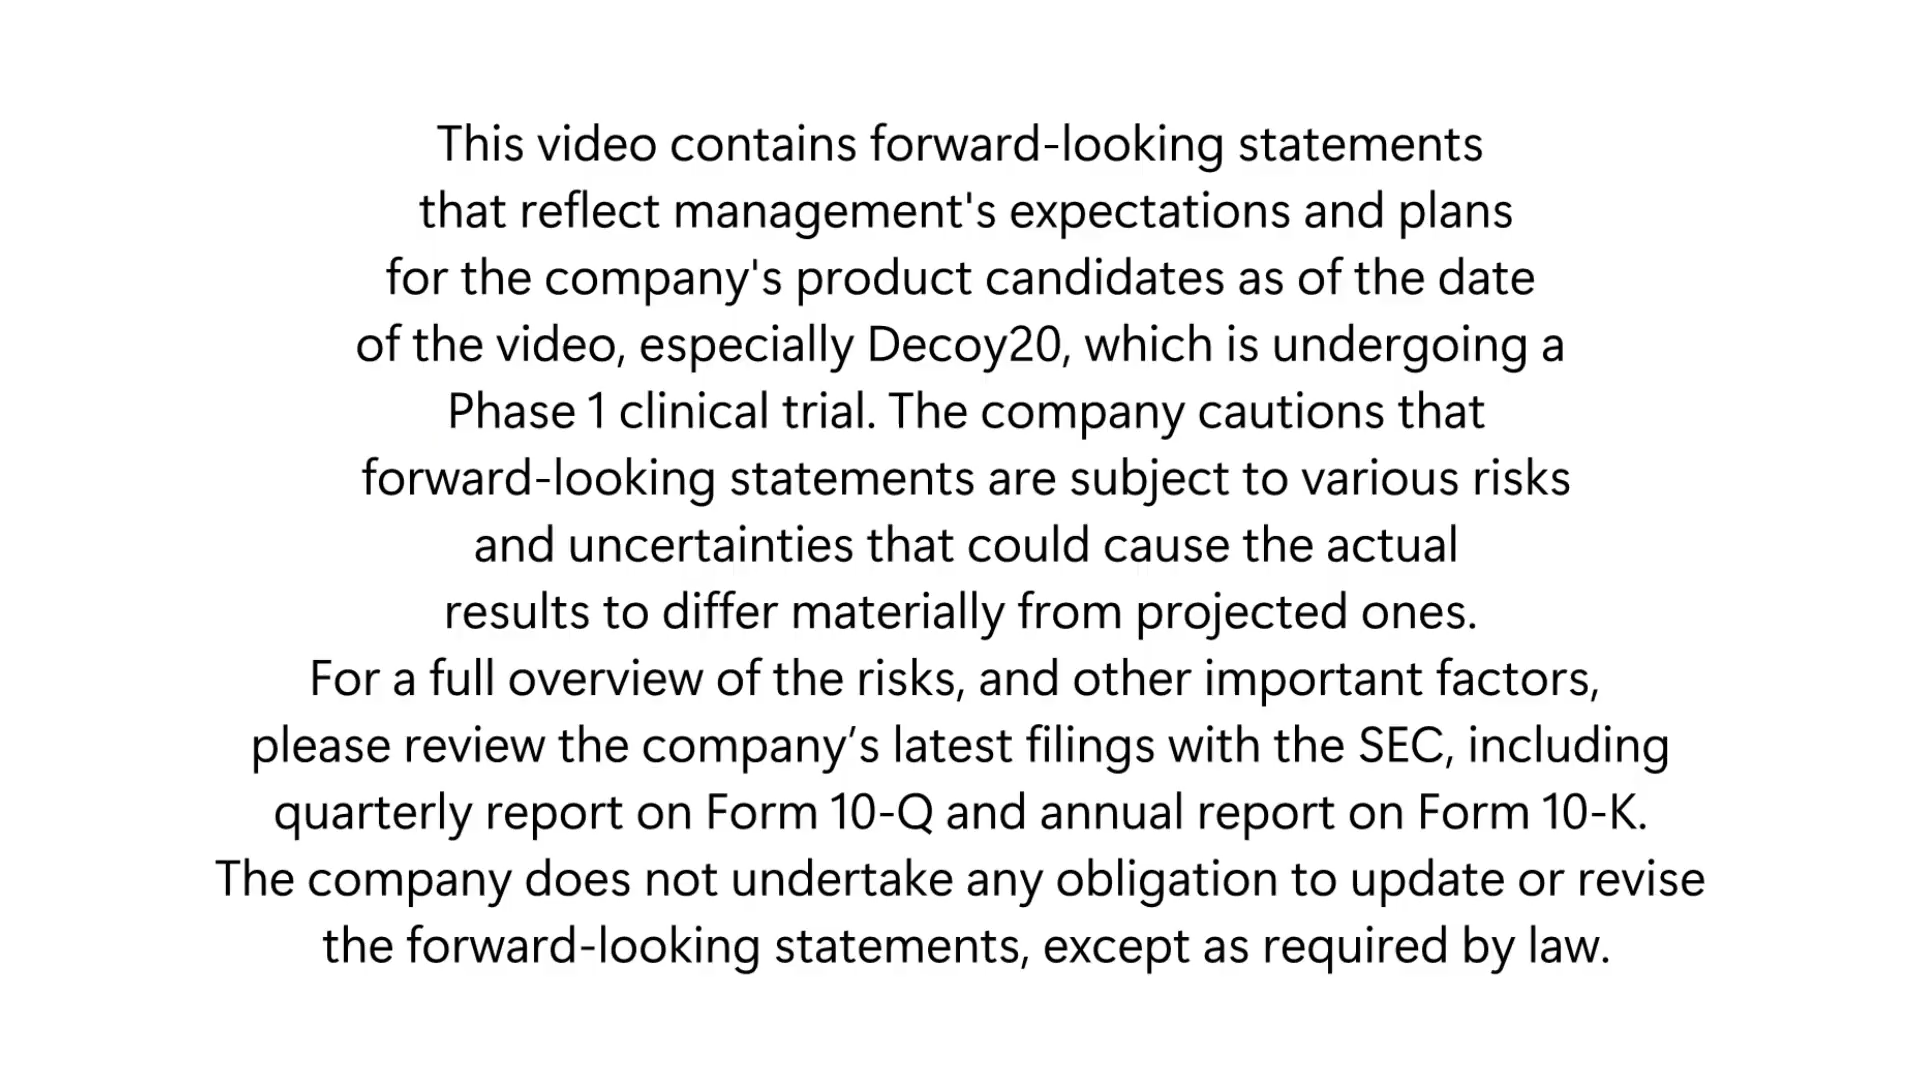 This video contains forward-looking statements
that reflect management's expectations and plans
for the company's product candidates as of the date
of the video, especially Decoy20, which is undergoing a
Phase 1 clinical trial. The company cautions that
forward-looking statements are subject to various risks
and uncertainties that could cause the actual
results to differ materially from projected ones.
For a full overview of the risks, and other important factors,
please review the company’s latest filings with the SEC, including
quarterly report on Form 10-Q and annual report on Form 10-K.
The company does not undertake any obligation to update or revise
the forward-looking statements, except as required by law.